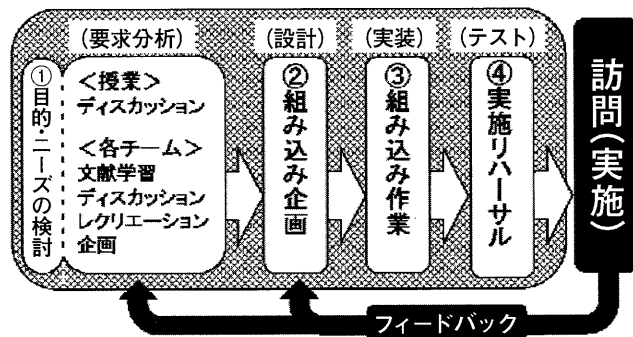 (要求分析)
(設計)
(実装)
(テスト)
①目的・ニーズの検討
<授業>
ディスカッション
<各チーム>
文献学習
ディスカッション
レクリエーション
企画
②組み込み企画
③組み込み作業
④実施リハーサル
訪問(実施)
フィードバック